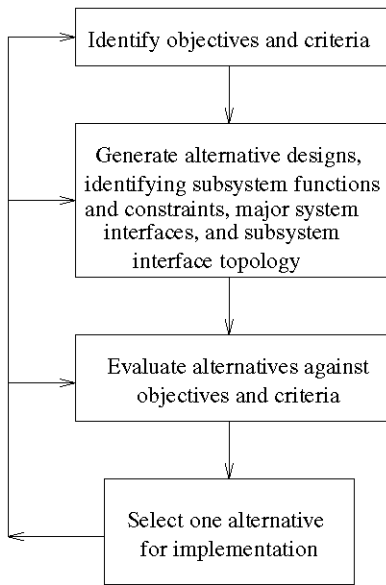 Identify objectives and criteria
Generate alternative designs,
identifying subsystem functions
and constraints, major system
interfaces, and subsystem
interface topology
Evaluate alternatives against
objectives and criteria
Select one alternative
for implementation